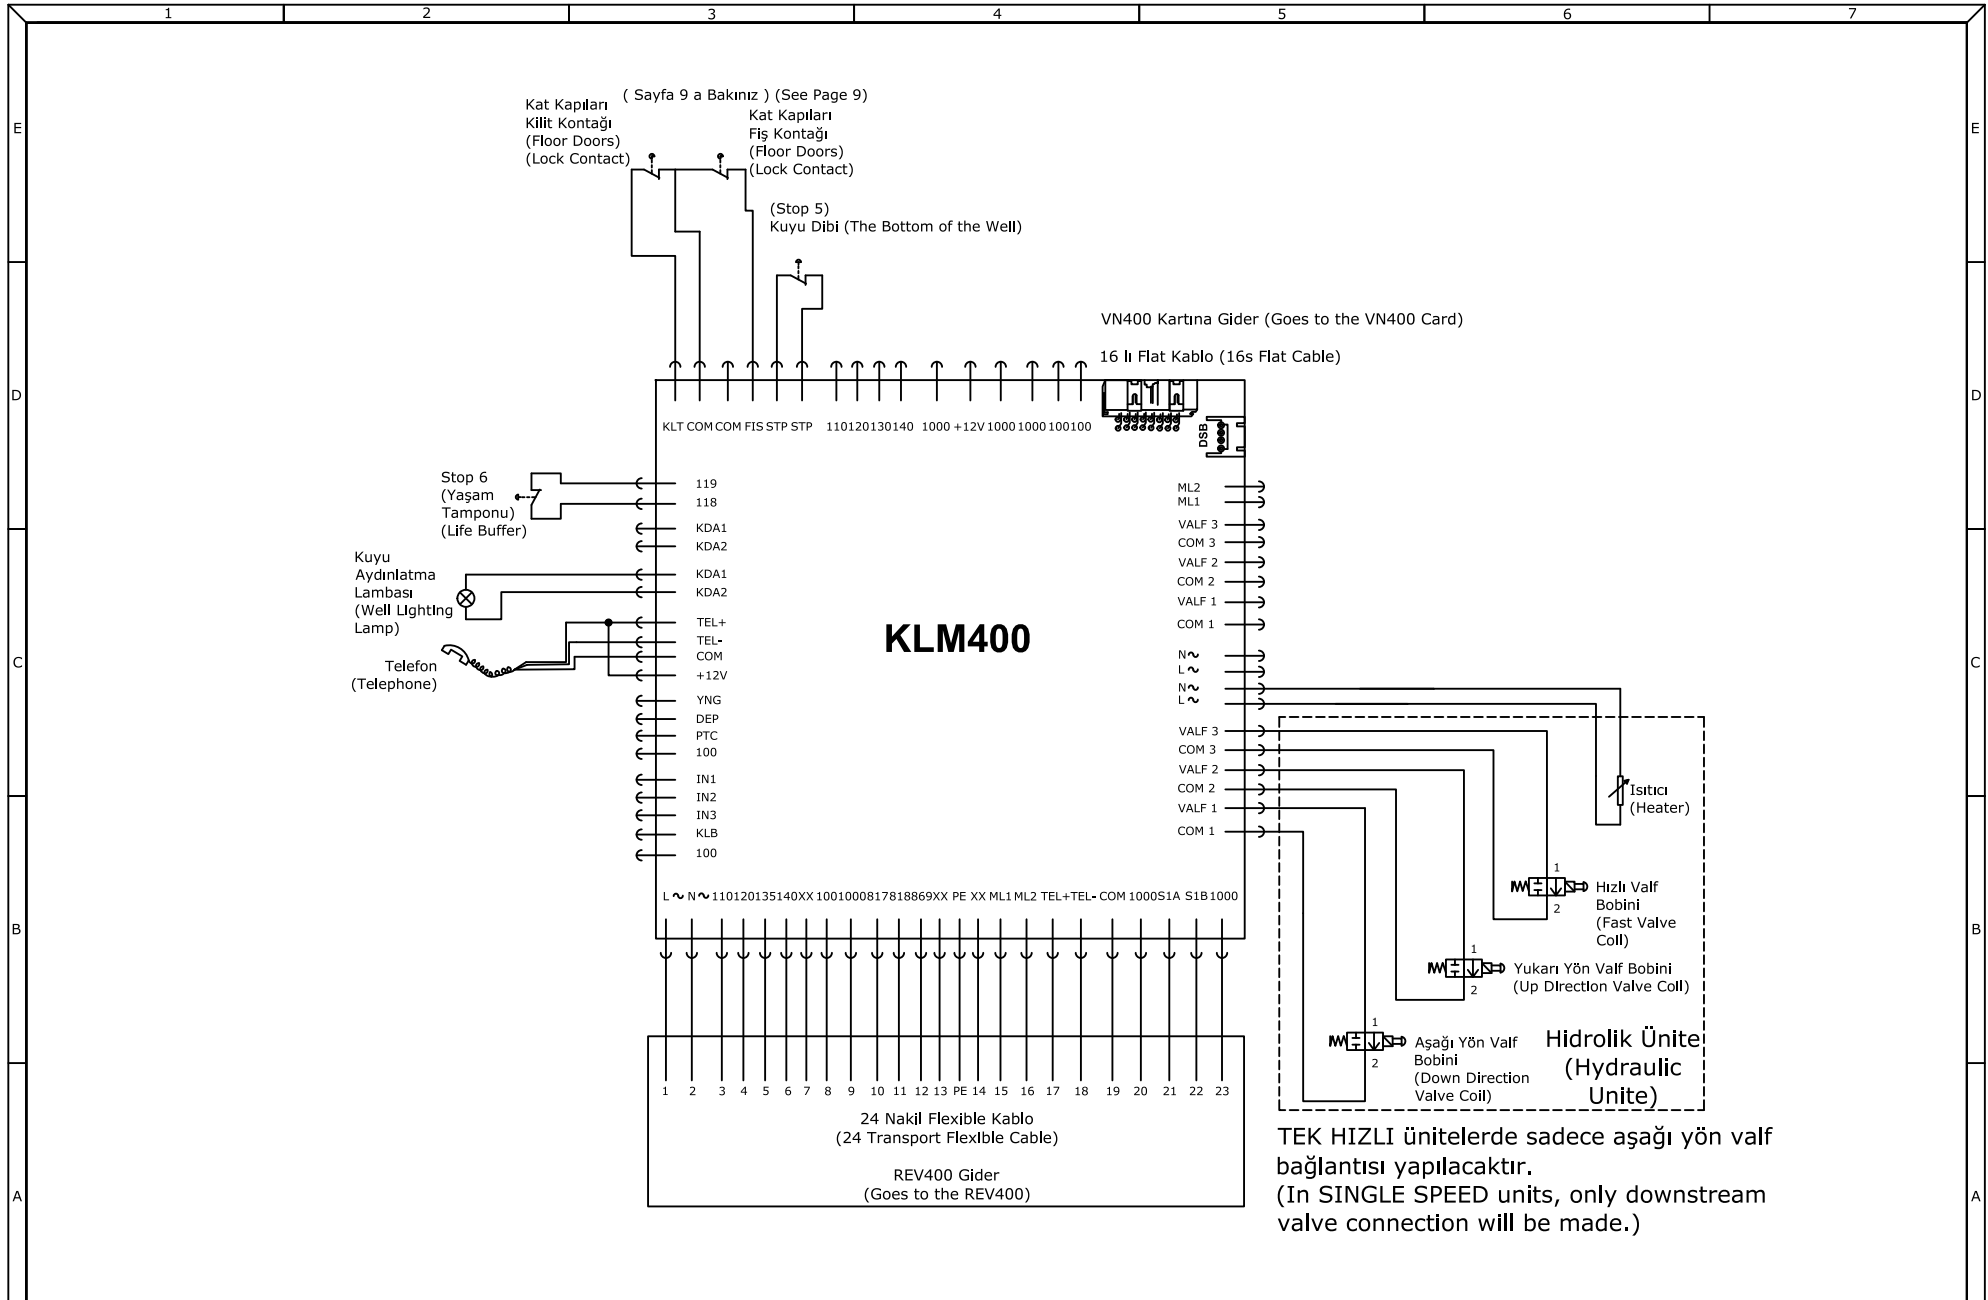 1 2 3 4 5 6 7
E E
D D
C C
B B
A A
( Sayfa 9 a Bakınız ) (See Page 9)
Kat Kapıları
Kilit Kontağı
(Floor Doors)
(Lock Contact)
Kat Kapıları
Fiş Kontağı
(Floor Doors)
(Lock Contact)
(Stop 5)
Kuyu Dibi (The Bottom of the Well)
VN400 Kartına Gider (Goes to the VN400 Card)
16 lı Flat Kablo (16s Flat Cable)
KLT COM COM FIS STP STP 110 120 130 140 1000 +12V 1000 1000 100 100
DSB
Stop 6
(Yaşam
Tamponu)
(Life Buffer)
Kuyu
Aydınlatma
Lambası
(Well Lighting
Lamp)
Telefon
(Telephone)
119
118
KDA1
KDA2
KDA1
KDA2
TEL+
TEL-
COM
+12V
YNG
DEP
PTC
100
IN1
IN2
IN3
KLB
100
KLM400
ML2
ML1
VALF 3
COM 3
VALF 2
COM 2
VALF 1
COM 1
N ~
L ~
N ~
L ~
VALF 3
COM 3
VALF 2
COM 2
VALF 1
COM 1
L ~ N ~ 110 120 135 140 XX 100 1000 817 818 869 XX PE XX ML1 ML2 TEL+ TEL- COM 1000 S1A S1B 1000
Isıtıcı
(Heater)
1
2
Hızlı Valf
Bobini
(Fast Valve
Coil)
1
2
Yukarı Yön Valf Bobini
(Up Direction Valve Coil)
1
2
Aşağı Yön Valf
Bobini
(Down Direction
Valve Coil)
Hidrolik Ünite
(Hydraulic
Unite)
1 2 3 4 5 6 7 8 9 10 11 12 13 PE 14 15 16 17 18 19 20 21 22 23
24 Nakil Flexible Kablo
(24 Transport Flexible Cable)
REV400 Gider
(Goes to the REV400)
TEK HIZLI ünitelerde sadece aşağı yön valf
bağlantısı yapılacaktır.
(In SINGLE SPEED units, only downstream
valve connection will be made.)